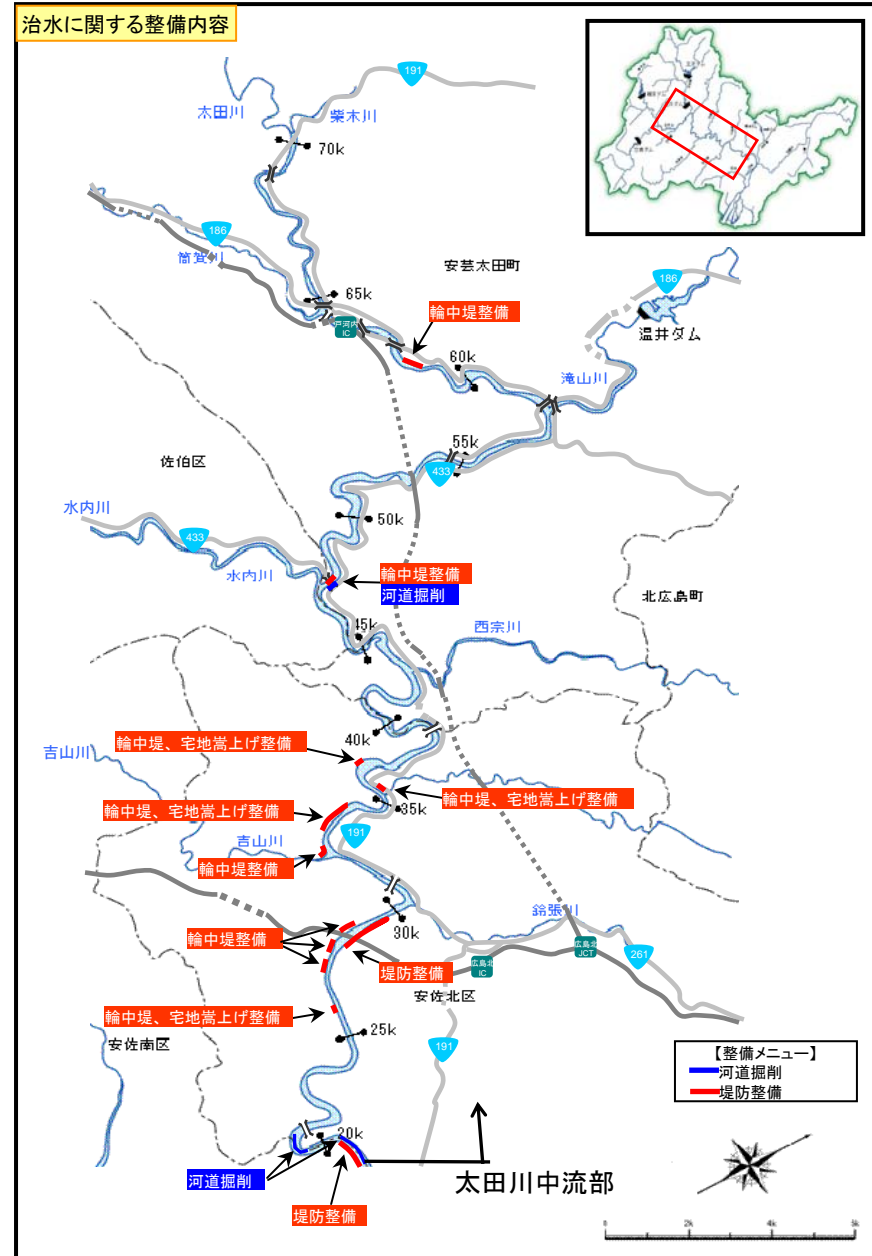 治水に関する整備内容
191
太田川
柴木川
70k
186
筒賀川
安芸太田町
65k
戸河内
IC
輪中堤整備
60k
186
温井ダム
滝山川
55k
433
佐伯区
水内川
50k
433
水内川
輪中堤整備
河道掘削
北広島町
45k
西宗川
40k
輪中堤、宅地嵩上げ整備
吉山川
輪中堤、宅地嵩上げ整備
35k
輪中堤、宅地嵩上げ整備
191
吉山川
輪中堤整備
鈴張川
30k
輪中堤整備
広島北
IC
広島北
JCT
261
堤防整備
安佐北区
輪中堤、宅地嵩上げ整備
25k
安佐南区
191
【整備メニュー】
河道掘削
堤防整備
20k
河道掘削
太田川中流部
堤防整備
0
2k
4k
5k